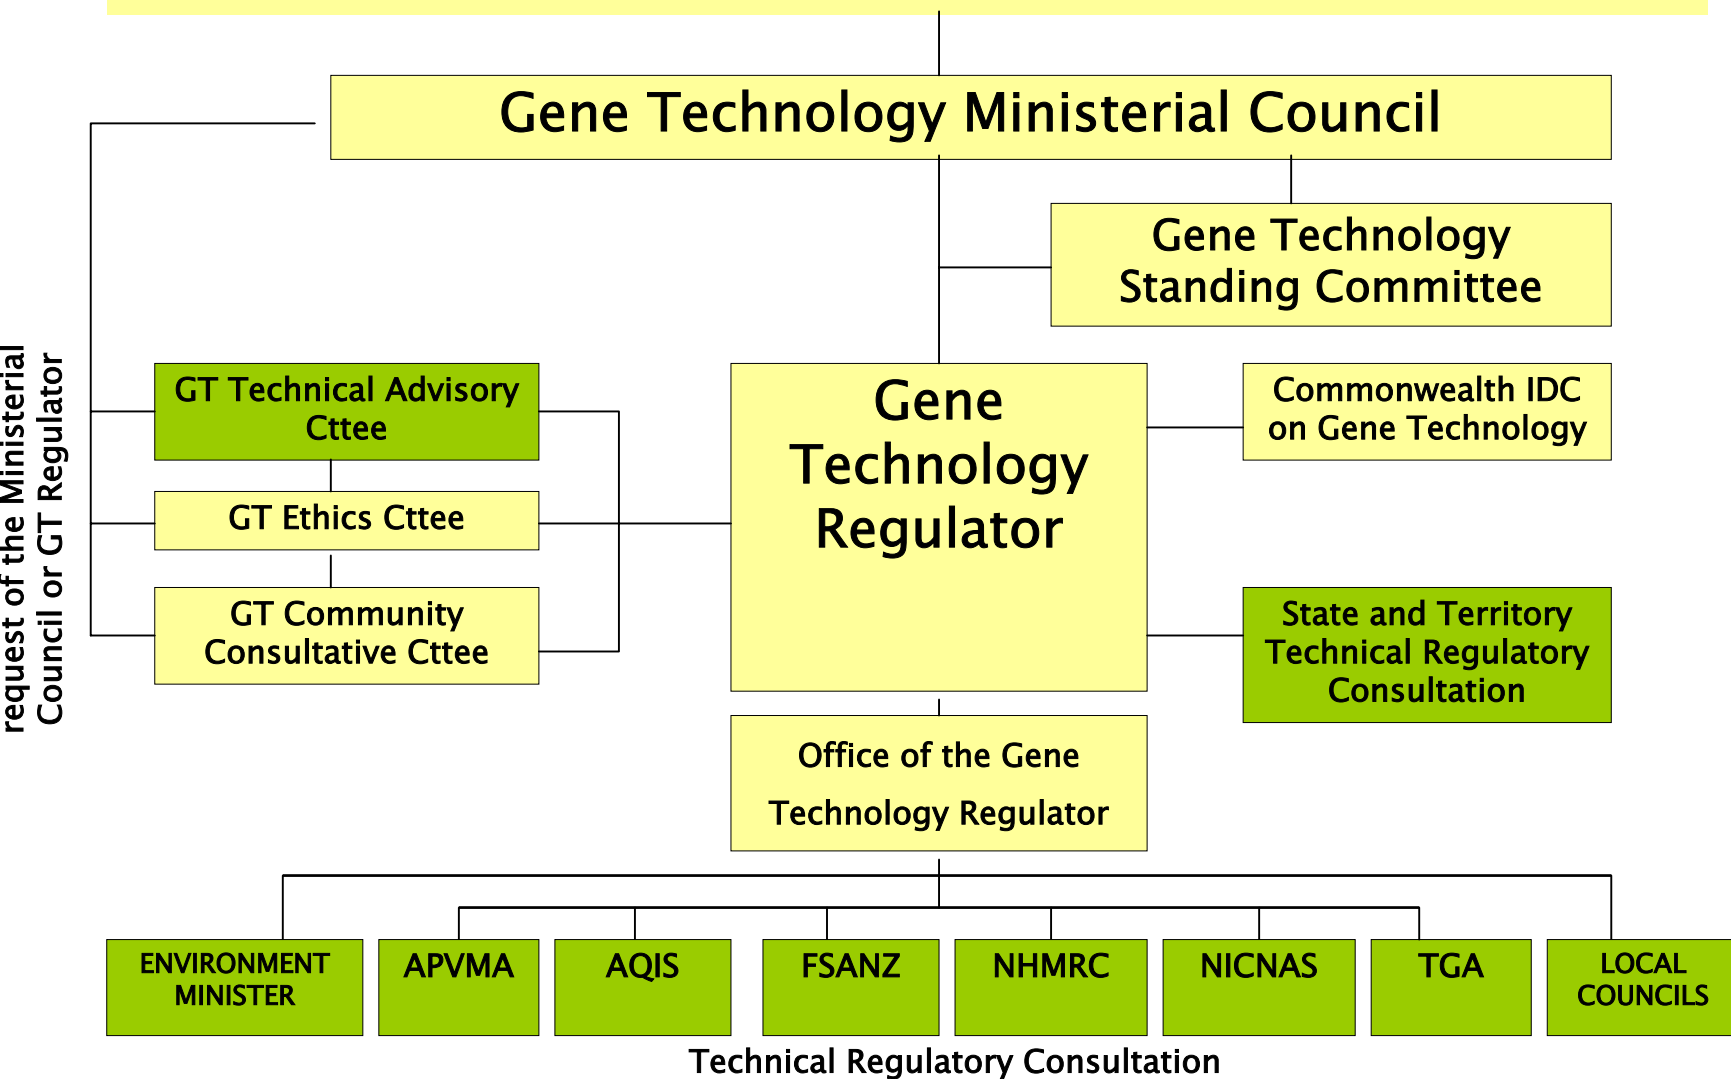 Gene Technology Ministerial Council
Gene Technology
Standing Committee
request of the Ministerial
Council or GT Regulator
GT Technical Advisory
Cttee
GT Ethics Cttee
GT Community
Consultative Cttee
Gene
Technology
Regulator
Commonwealth IDC
on Gene Technology
State and Territory
Technical Regulatory
Consultation
Office of the Gene
Technology Regulator
ENVIRONMENT
MINISTER
APVMA
AQIS
FSANZ
NHMRC
NICNAS
TGA
LOCAL
COUNCILS
Technical Regulatory Consultation